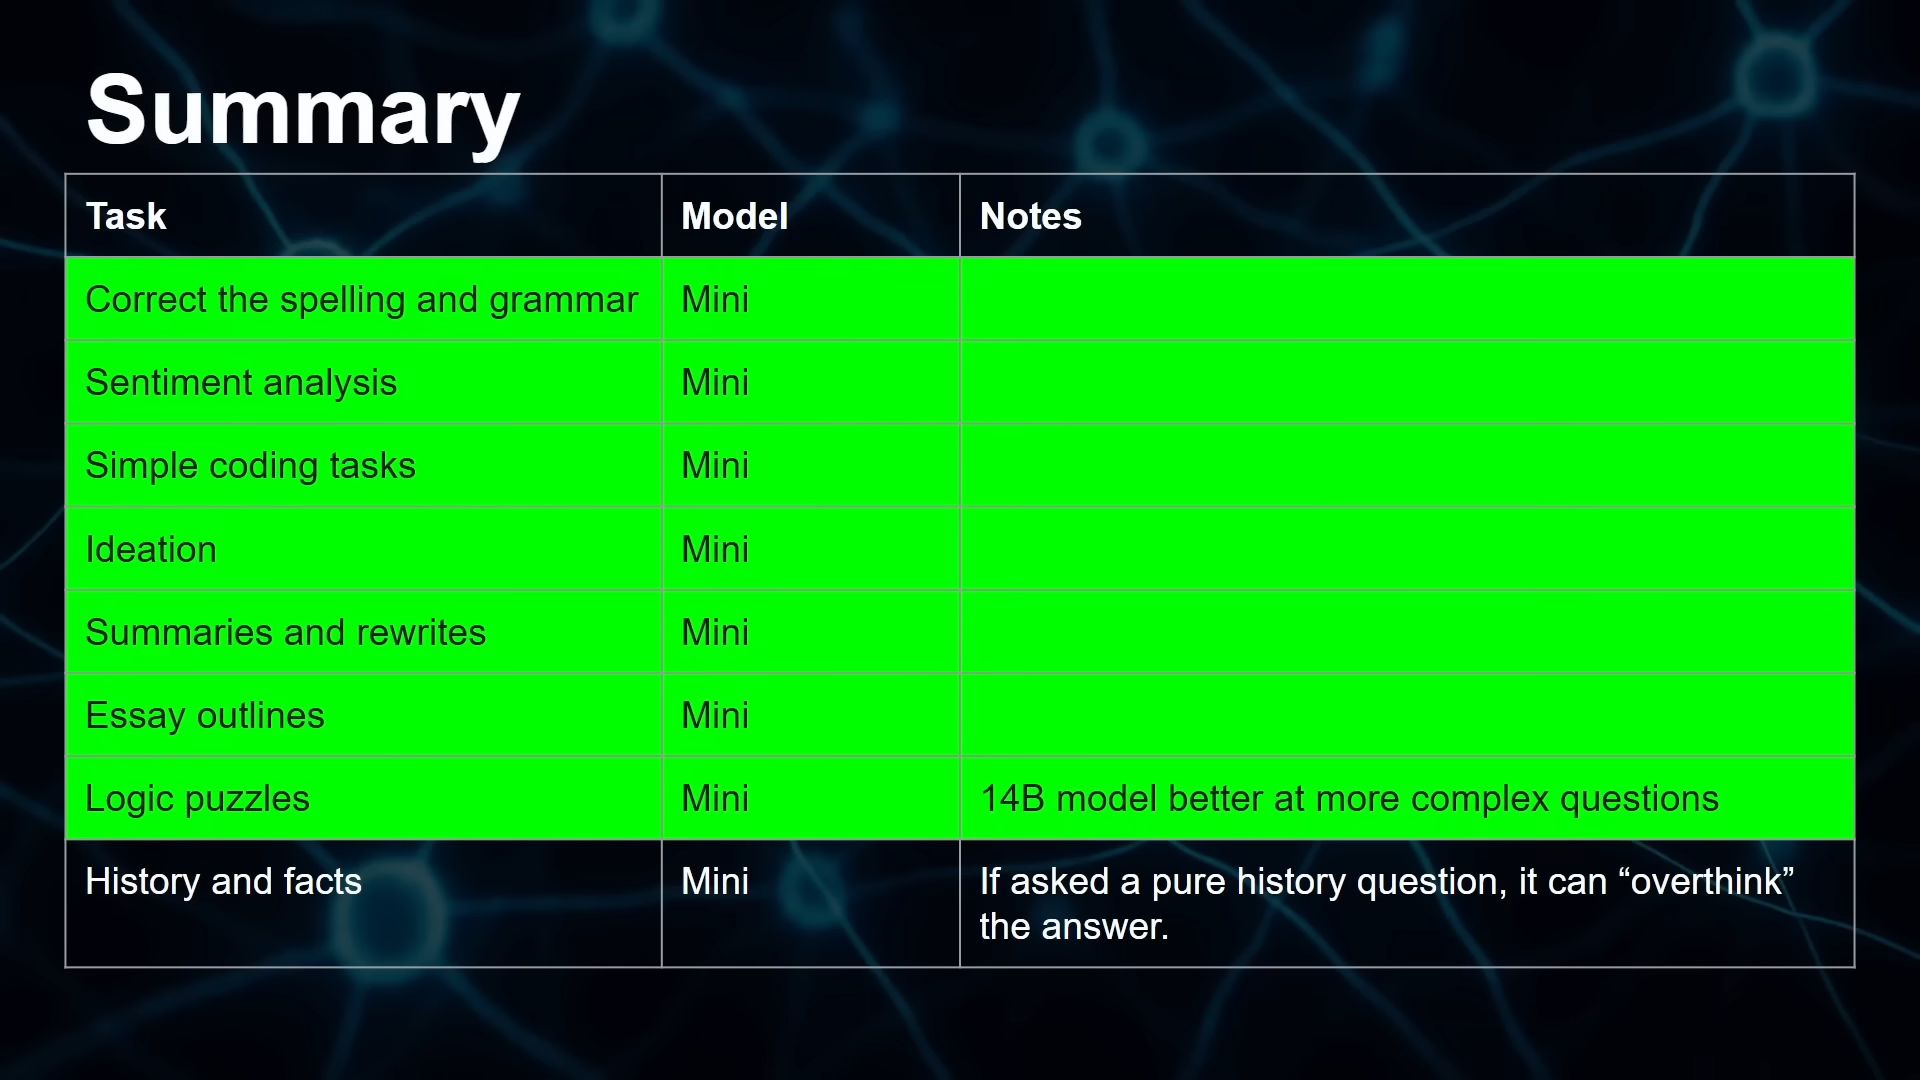 Summary
Task Model Notes
Correct the spelling and grammar Mini
Sentiment analysis Mini
Simple coding tasks Mini
Ideation Mini
Summaries and rewrites Mini
Essay outlines Mini
Logic puzzles Mini 14B model better at more complex questions
History and facts Mini If asked a pure history question, it can “overthink”
the answer.